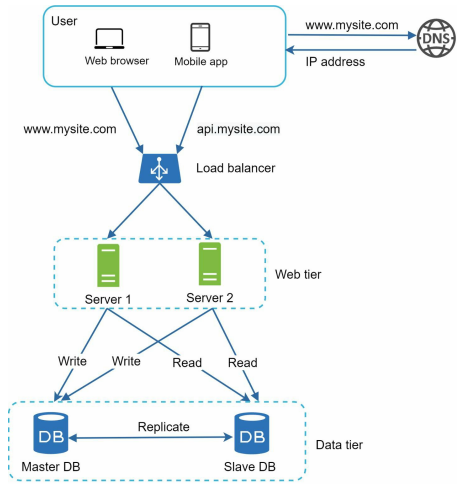 User
www.mysite.com
DNS
Web browser
Mobile app
IP address
www.mysite.com
api.mysite.com
Load balancer
Web tier
Server 1
Server 2
Write
Write
Read
Read
Replicate
DB
DB
Data tier
Master DB
Slave DB